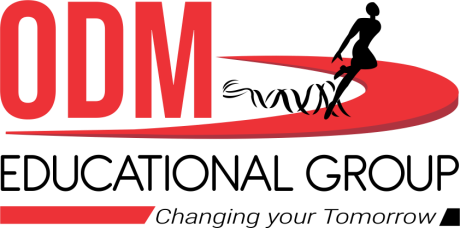 ODM
EDUCATIONAL GROUP
Changing your Tomorrow